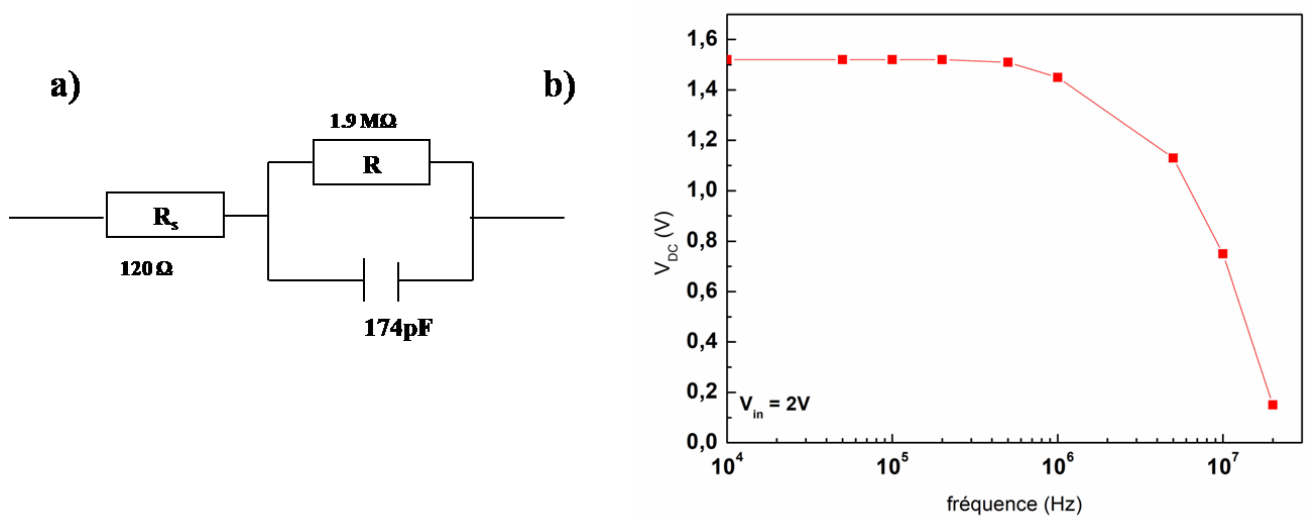 a)
b)
1.9 MΩ
R
Rs
120 Ω
174pF
1,6
1,4
1,2
1,0
0,8
0,6
0,4
0,2
0,0
VDC (V)
Vin = 2V
10^4
10^5
10^6
10^7
fréquence (Hz)